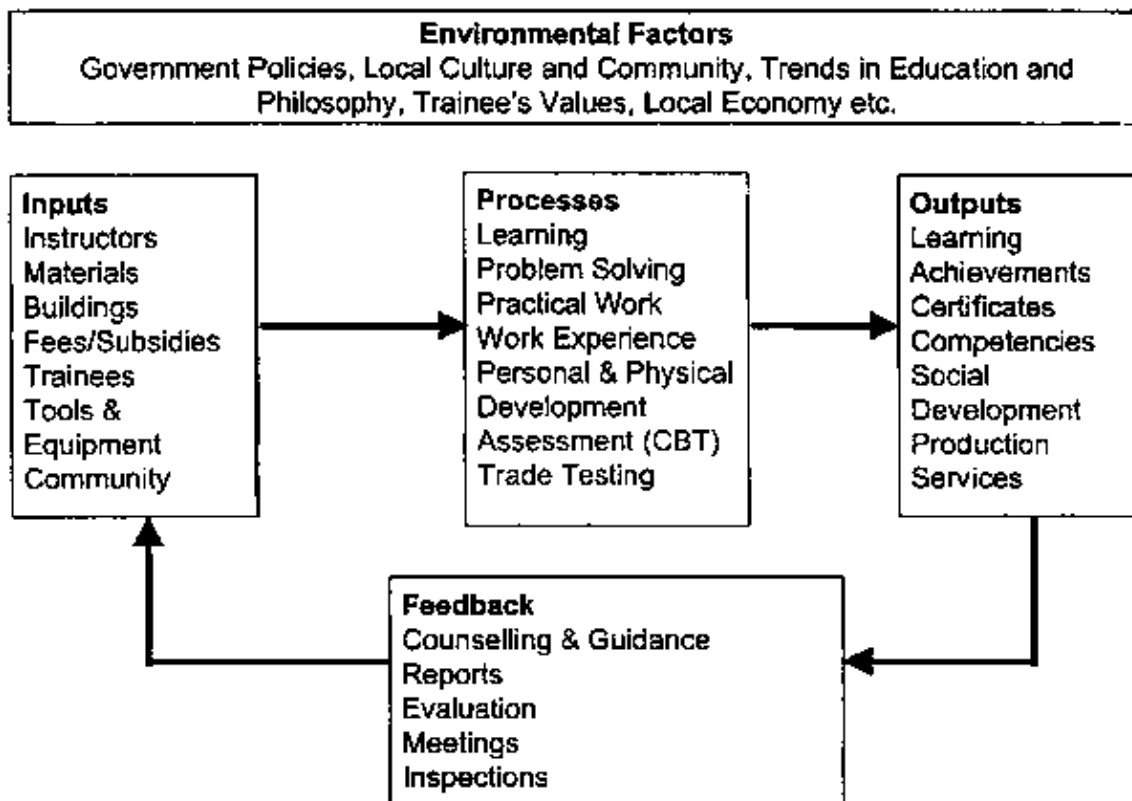 Environmental Factors
Government Policies, Local Culture and Community, Trends in Education and
Philosophy, Trainee's Values, Local Economy etc.
Inputs
Instructors
Materials
Buildings
Fees/Subsidies
Trainees
Tools &
Equipment
Community
Processes
Learning
Problem Solving
Practical Work
Work Experience
Personal & Physical
Development
Assessment (CBT)
Trade Testing
Outputs
Learning
Achievements
Certificates
Competencies
Social
Development
Production
Services
Feedback
Counselling & Guidance
Reports
Evaluation
Meetings
Inspections